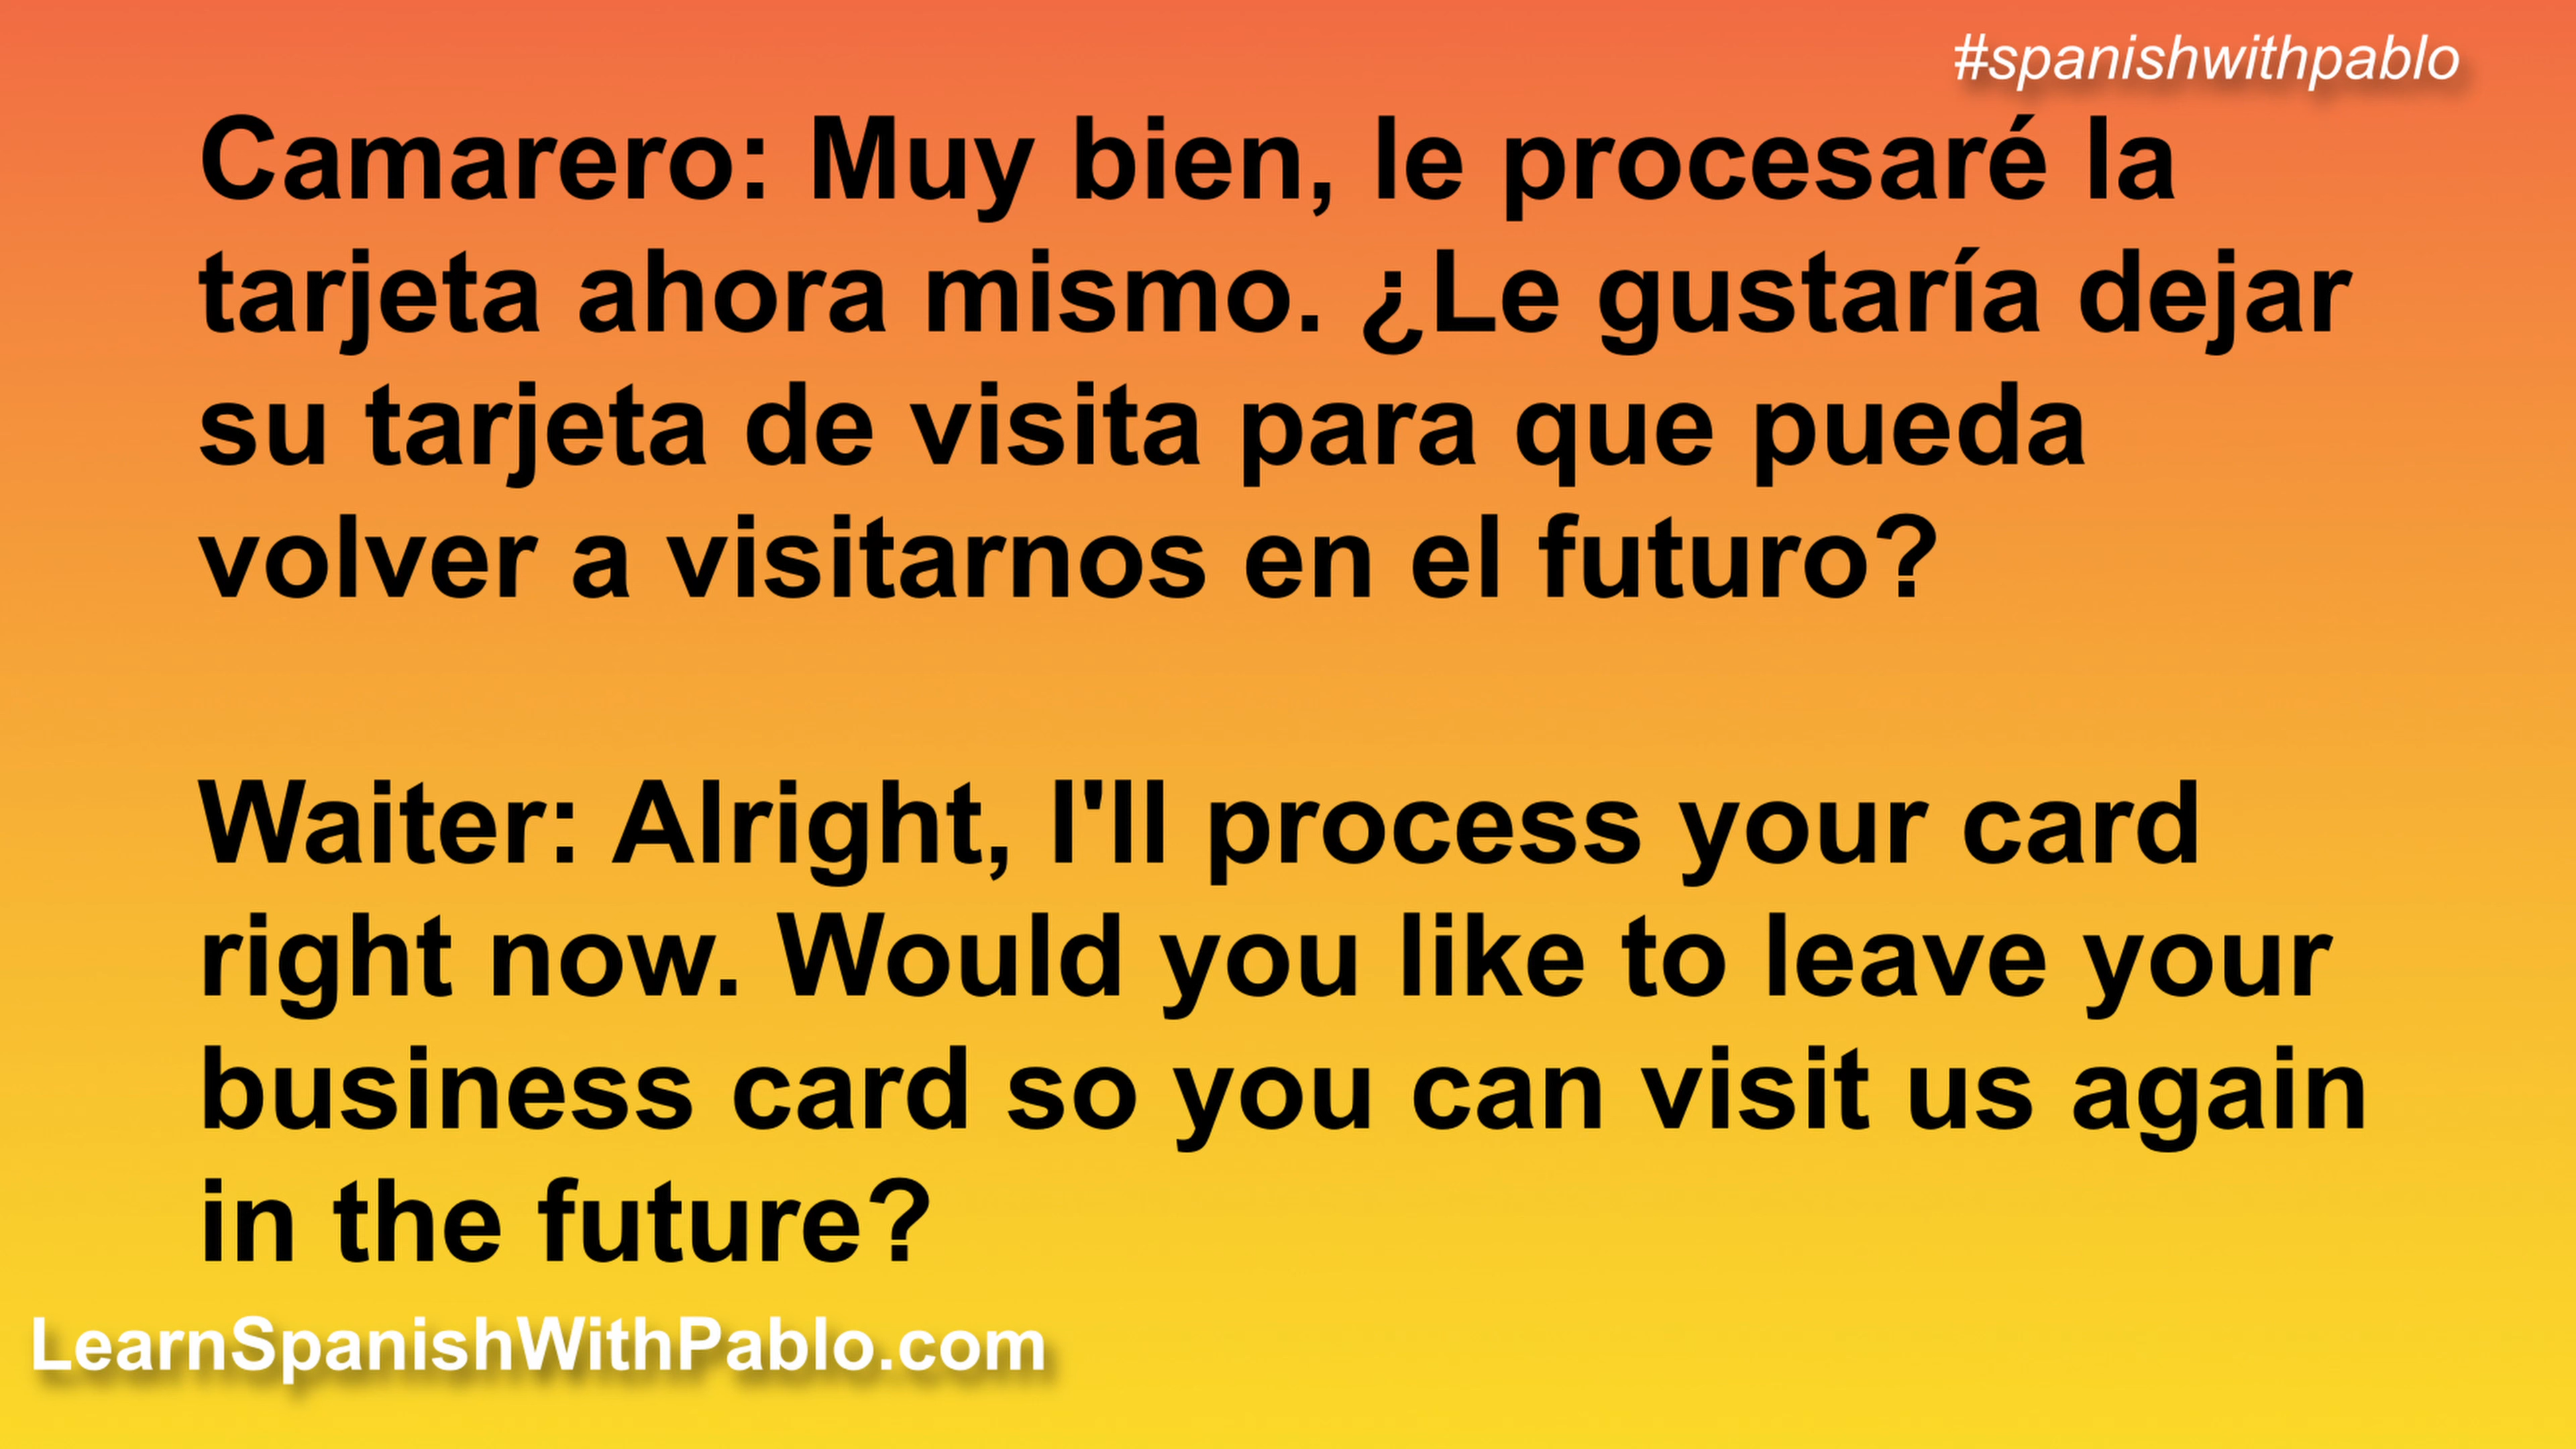 #spanishwithpablo
Camarero: Muy bien, le procesaré la
tarjeta ahora mismo. ¿Le gustaría dejar
su tarjeta de visita para que pueda
volver a visitarnos en el futuro?
Waiter: Alright, I'll process your card
right now. Would you like to leave your
business card so you can visit us again
in the future?
LearnSpanishWithPablo.com